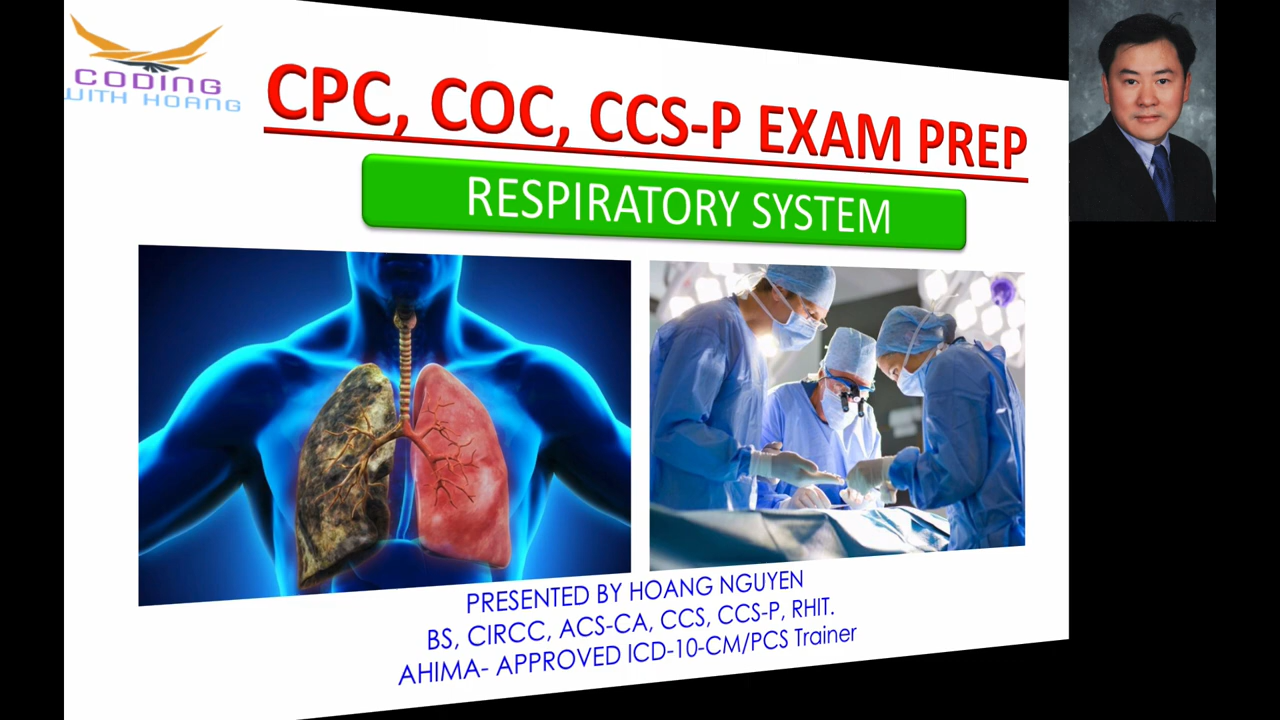 CODING
WITH HOANG
CPC, COC, CCS-P EXAM PREP
RESPIRATORY SYSTEM
PRESENTED BY HOANG NGUYEN
BS, CIRCC, ACS-CA, CCS, CCS-P, RHIT.
AHIMA- APPROVED ICD-10-CM/PCS Trainer